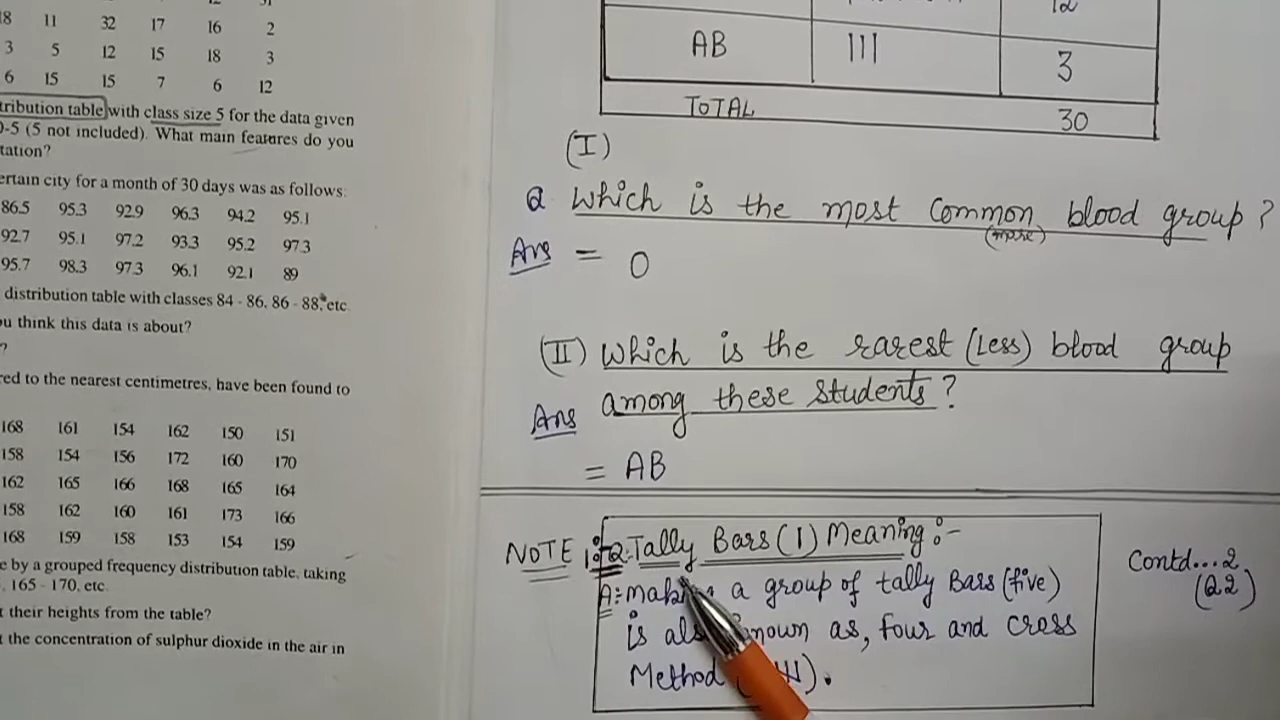 18 11 32 17 16 2
3 5 12 15 18 3
6 15 15 7 6 12
tribution table with class size 5 for the data given
0-5 (5 not included). What main features do you
tation?
ertain city for a month of 30 days was as follows:
86.5 95.3 92.9 96.3 94.2 95.1
92.7 95.1 97.2 93.3 95.2 97.3
95.7 98.3 97.3 96.1 92.1 89
distribution table with classes 84 - 86, 86 - 88, etc.
ou think this data is about?
?
red to the nearest centimetres, have been found to
168 161 154 162 150 151
158 154 156 172 160 170
162 165 166 168 165 164
158 162 160 161 173 166
168 159 158 153 154 159
e by a grouped frequency distribution table, taking
, 165 - 170, etc.
t their heights from the table?
t the concentration of sulphur dioxide in the air in
12
AB ||| 3
TOTAL 30
(I)
Q Which is the most common blood group?
(more)
Ans = O
(II) Which is the rarest (Less) blood group
among these students?
Ans
= AB
NOTE Tally Bars (I) Meaning :-
A: a group of tally Bars (five)
is as, four and cross
Method
Contd...2
(Q2)